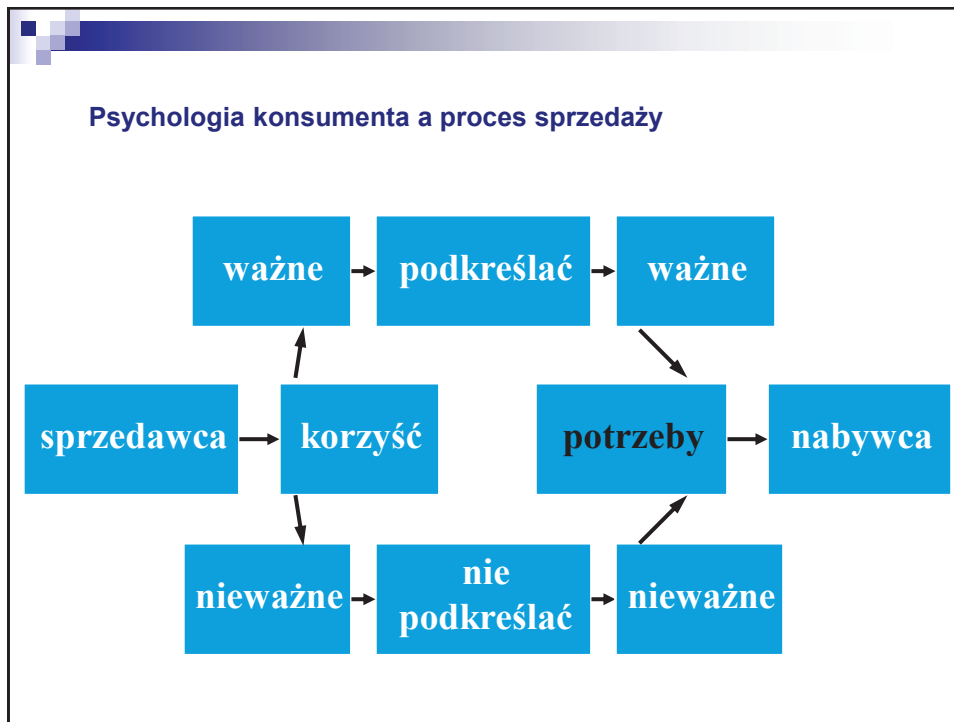 Psychologia konsumenta a proces sprzedaży
ważne
podkreślać
ważne
sprzedawca
korzyść
potrzeby
nabywca
nieważne
nie
podkreślać
nieważne